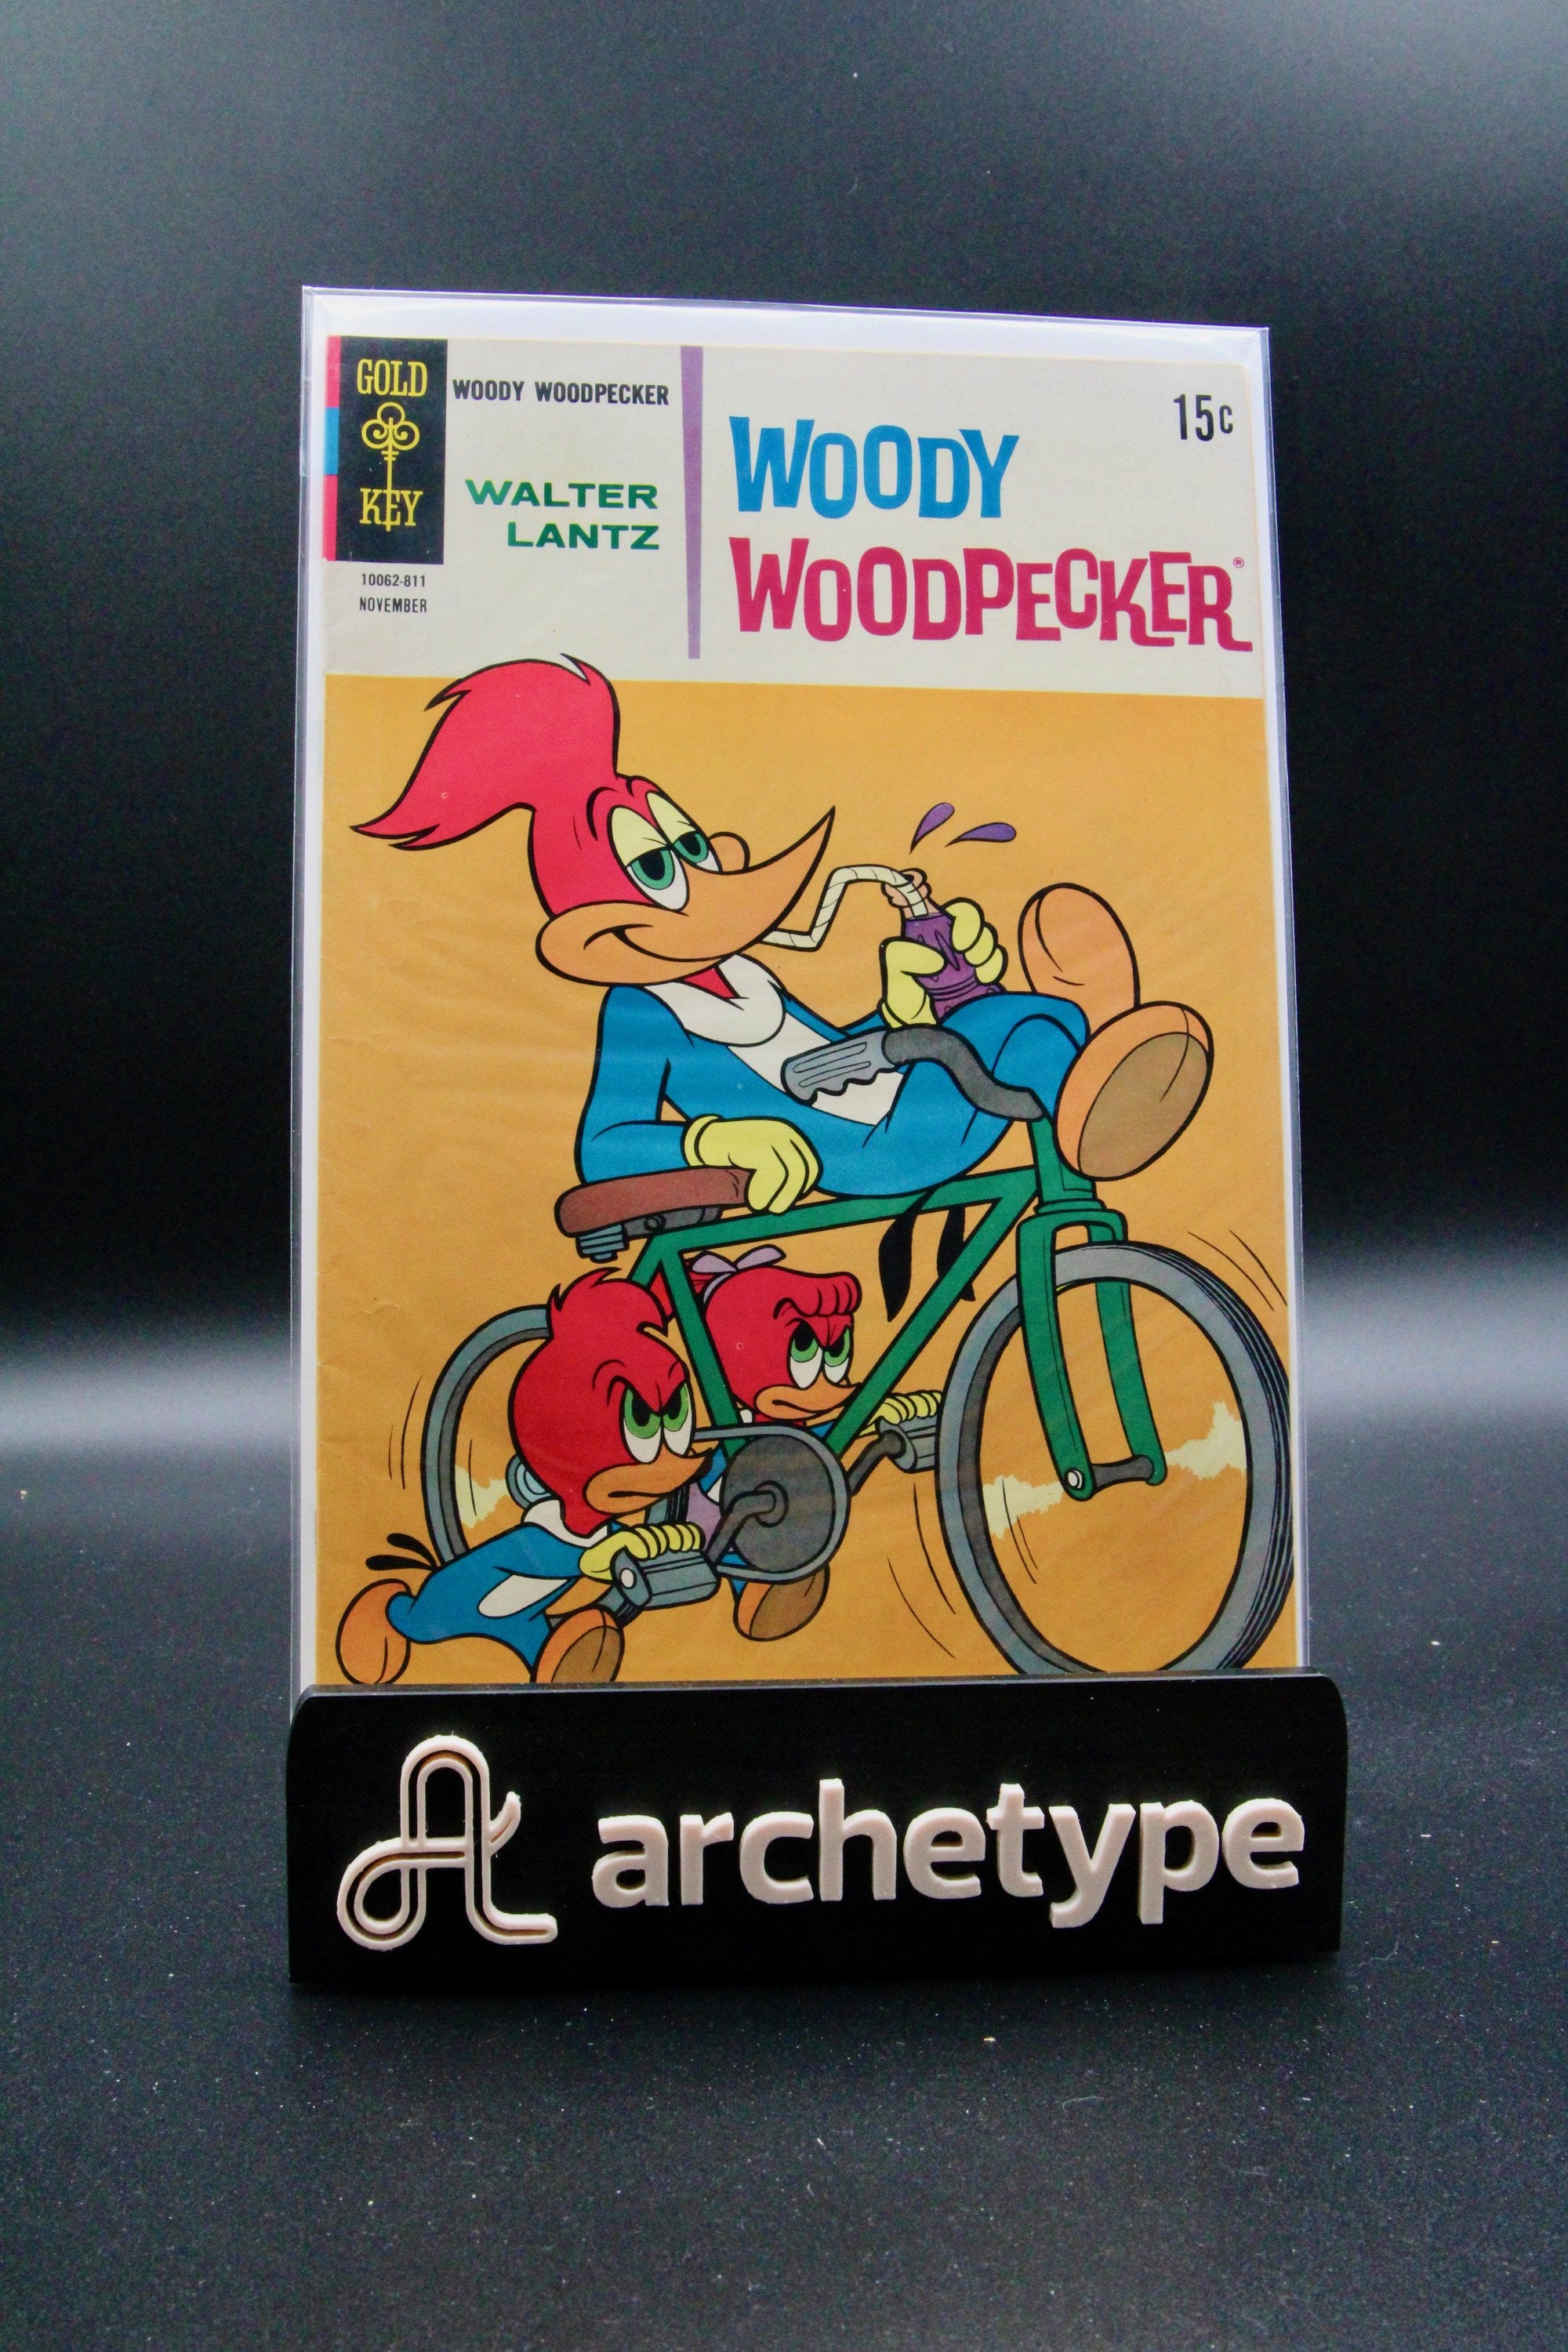 GOLD
KEY
WOODY WOODPECKER
WALTER
LANTZ
10062-811
NOVEMBER
15c
WOODY
WOODPECKER®
archetype